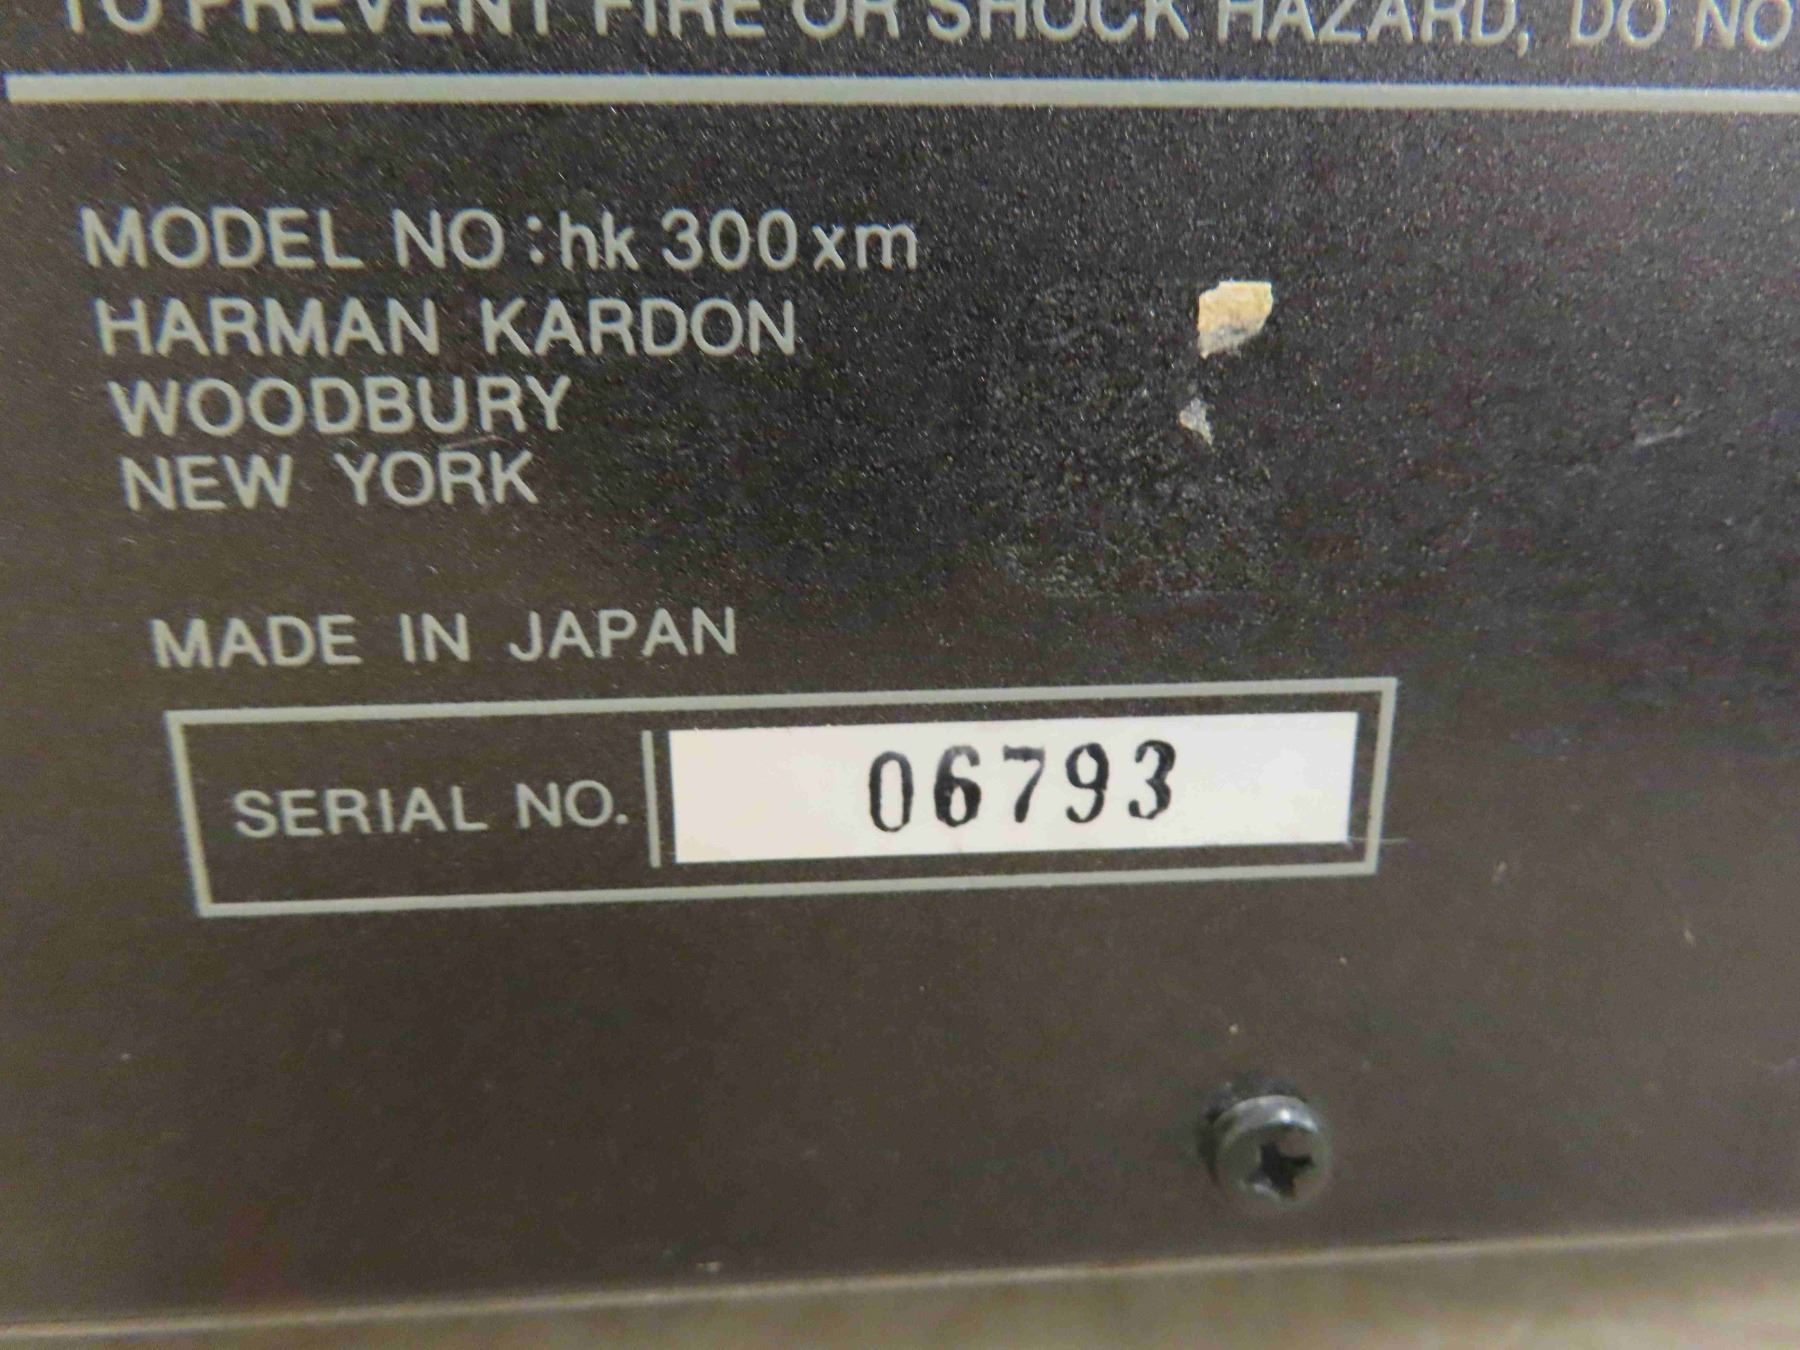 TO PREVENT FIRE OR SHOCK HAZARD, DO NO
MODEL NO:hk 300xm
HARMAN KARDON
WOODBURY
NEW YORK
MADE IN JAPAN
SERIAL NO. 06793